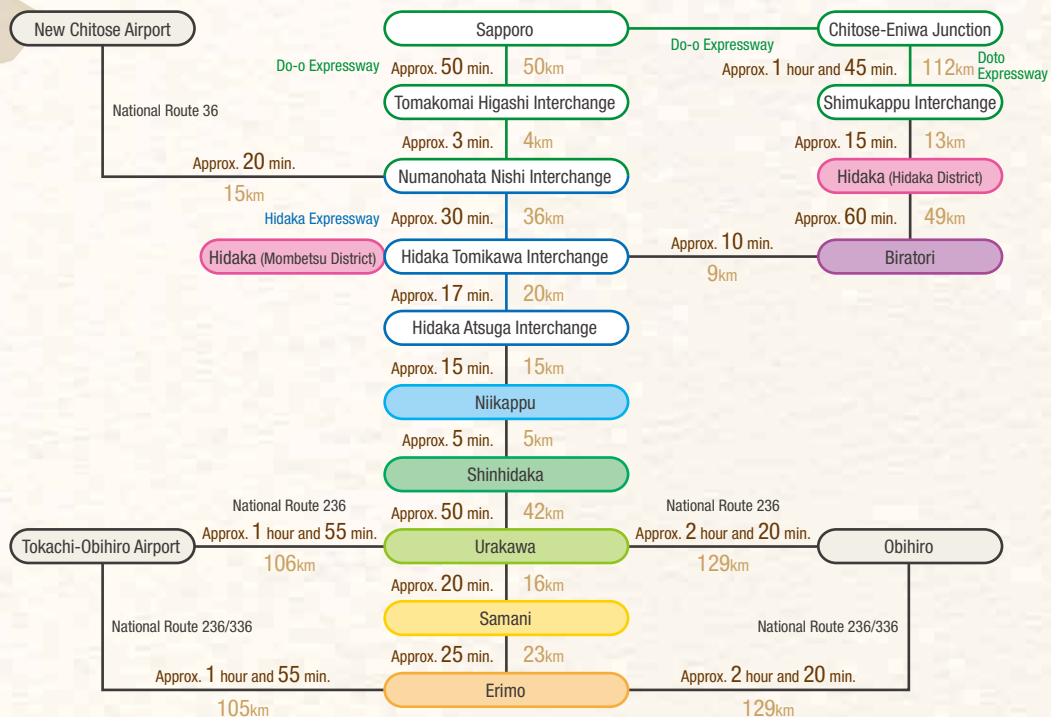 New Chitose Airport
Sapporo
Chitose-Eniwa Junction
Do-o Expressway
Do-o Expressway
Approx. 50 min.
50km
Approx. 1 hour and 45 min.
112km
Doto
Expressway
Tomakomai Higashi Interchange
Shimukappu Interchange
National Route 36
Approx. 3 min.
4km
Approx. 15 min.
13km
Approx. 20 min.
15km
Numanohata Nishi Interchange
Hidaka (Hidaka District)
Hidaka Expressway
Approx. 30 min.
36km
Approx. 60 min.
49km
Hidaka (Mombetsu District)
Hidaka Tomikawa Interchange
Approx. 10 min.
9km
Biratori
Approx. 17 min.
20km
Hidaka Atsuga Interchange
Approx. 15 min.
15km
Niikappu
Approx. 5 min.
5km
Shinhidaka
National Route 236
Approx. 50 min.
42km
National Route 236
Tokachi-Obihiro Airport
Approx. 1 hour and 55 min.
106km
Urakawa
Approx. 2 hour and 20 min.
129km
Obihiro
Approx. 20 min.
16km
Samani
National Route 236/336
National Route 236/336
Approx. 25 min.
23km
Approx. 1 hour and 55 min.
105km
Erimo
Approx. 2 hour and 20 min.
129km